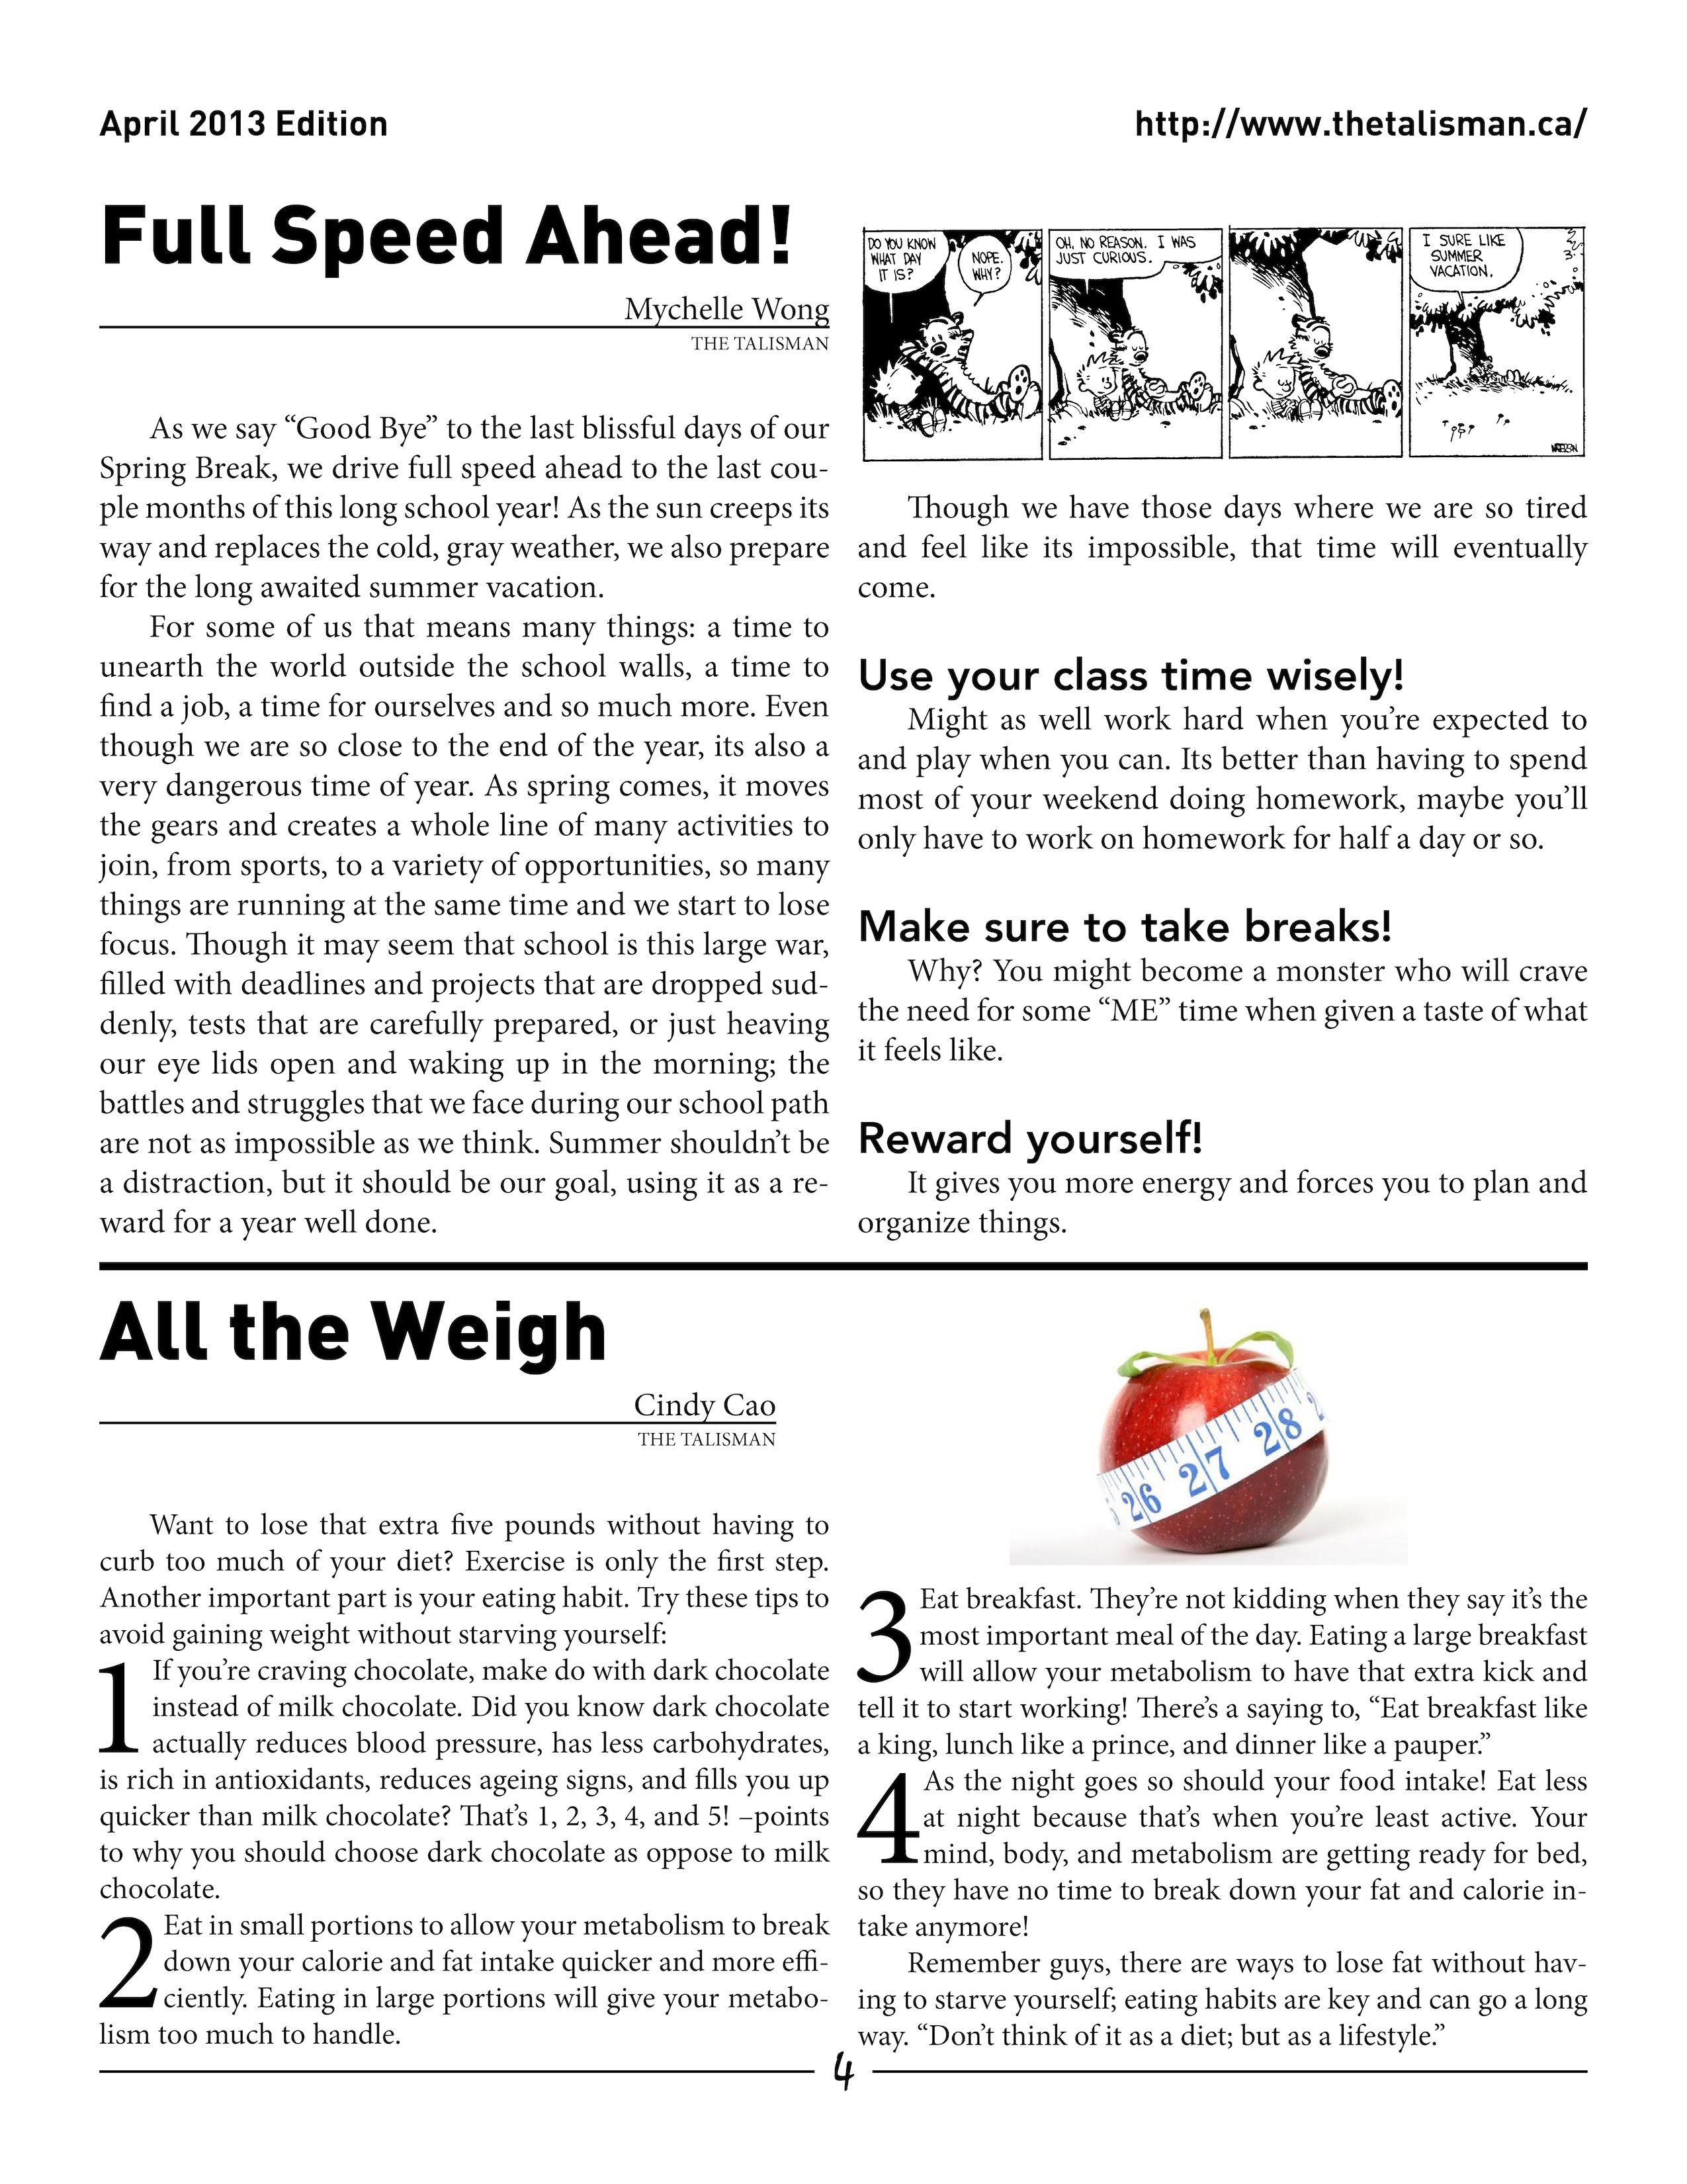 April 2013 Edition
http://www.thetalisman.ca/
Full Speed Ahead!
Mychelle Wong
THE TALISMAN
As we say “Good Bye” to the last blissful days of our
Spring Break, we drive full speed ahead to the last cou-
ple months of this long school year! As the sun creeps its
way and replaces the cold, gray weather, we also prepare
for the long awaited summer vacation.
For some of us that means many things: a time to
unearth the world outside the school walls, a time to
find a job, a time for ourselves and so much more. Even
though we are so close to the end of the year, its also a
very dangerous time of year. As spring comes, it moves
the gears and creates a whole line of many activities to
join, from sports, to a variety of opportunities, so many
things are running at the same time and we start to lose
focus. Though it may seem that school is this large war,
filled with deadlines and projects that are dropped sud-
denly, tests that are carefully prepared, or just heaving
our eye lids open and waking up in the morning; the
battles and struggles that we face during our school path
are not as impossible as we think. Summer shouldn’t be
a distraction, but it should be our goal, using it as a re-
ward for a year well done.
DO YOU KNOW
WHAT DAY
IT IS?
NOPE.
WHY?
OH, NO REASON. I WAS
JUST CURIOUS.
I SURE LIKE
SUMMER
VACATION.
WATTERSON
Though we have those days where we are so tired
and feel like its impossible, that time will eventually
come.
Use your class time wisely!
Might as well work hard when you’re expected to
and play when you can. Its better than having to spend
most of your weekend doing homework, maybe you’ll
only have to work on homework for half a day or so.
Make sure to take breaks!
Why? You might become a monster who will crave
the need for some “ME” time when given a taste of what
it feels like.
Reward yourself!
It gives you more energy and forces you to plan and
organize things.
All the Weigh
Cindy Cao
THE TALISMAN
Want to lose that extra five pounds without having to
curb too much of your diet? Exercise is only the first step.
Another important part is your eating habit. Try these tips to
avoid gaining weight without starving yourself:
1 If you’re craving chocolate, make do with dark chocolate
instead of milk chocolate. Did you know dark chocolate
actually reduces blood pressure, has less carbohydrates,
is rich in antioxidants, reduces ageing signs, and fills you up
quicker than milk chocolate? That’s 1, 2, 3, 4, and 5! –points
to why you should choose dark chocolate as oppose to milk
chocolate.
2 Eat in small portions to allow your metabolism to break
down your calorie and fat intake quicker and more effi-
ciently. Eating in large portions will give your metabo-
lism too much to handle.
26 27 28
3 Eat breakfast. They’re not kidding when they say it’s the
most important meal of the day. Eating a large breakfast
will allow your metabolism to have that extra kick and
tell it to start working! There’s a saying to, “Eat breakfast like
a king, lunch like a prince, and dinner like a pauper.”
4 As the night goes so should your food intake! Eat less
at night because that’s when you’re least active. Your
mind, body, and metabolism are getting ready for bed,
so they have no time to break down your fat and calorie in-
take anymore!
Remember guys, there are ways to lose fat without hav-
ing to starve yourself; eating habits are key and can go a long
way. “Don’t think of it as a diet; but as a lifestyle.”
4